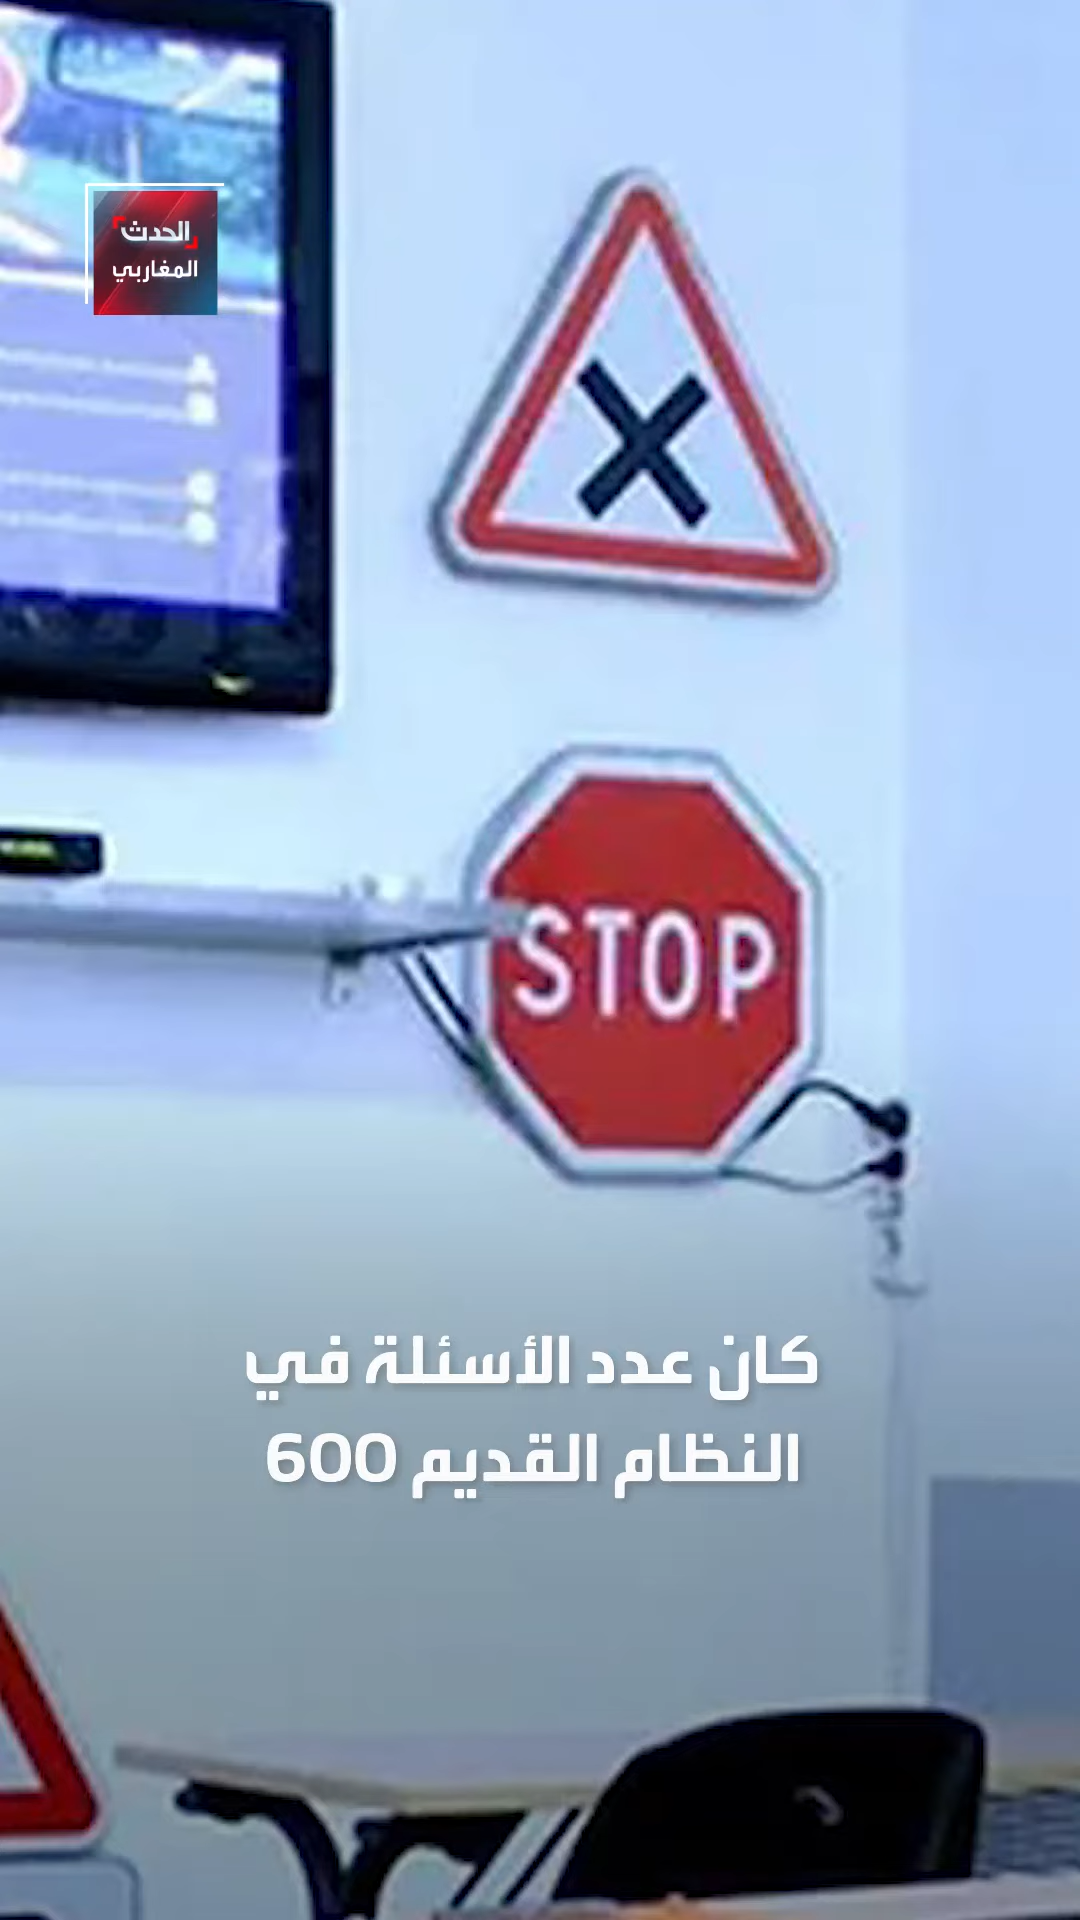 الحدث
المغاربي
STOP
كان عدد الأسئلة في
النظام القديم 600